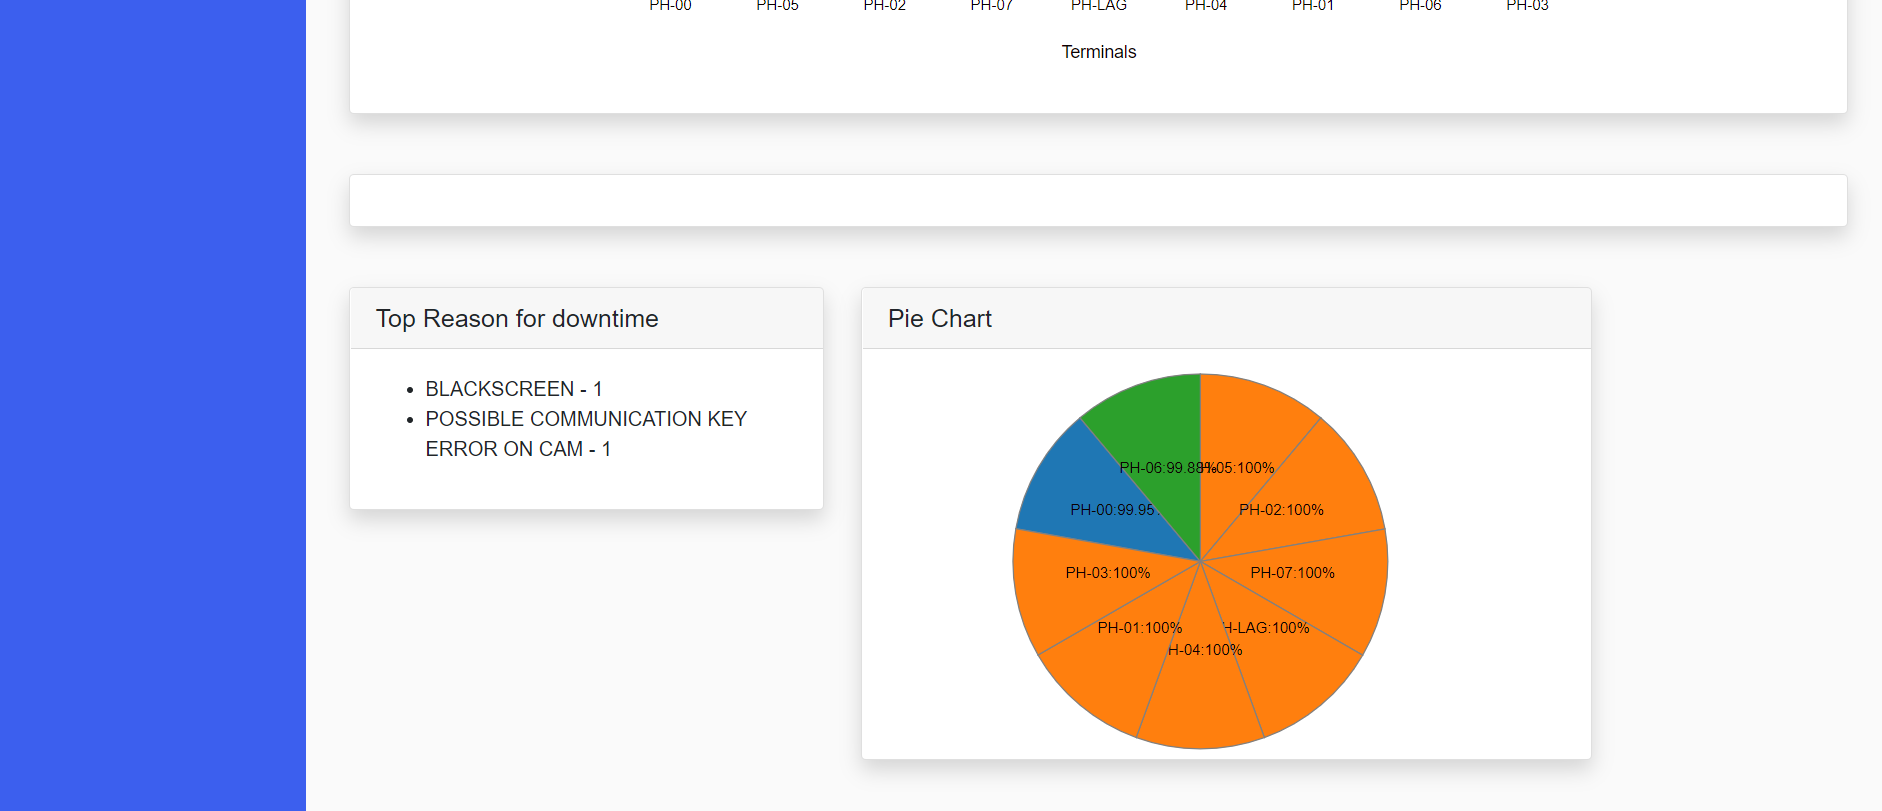 PH-00 PH-05 PH-02 PH-07 PH-LAG PH-04 PH-01 PH-06 PH-03
Terminals
Top Reason for downtime
BLACKSCREEN - 1
POSSIBLE COMMUNICATION KEY
ERROR ON CAM - 1
Pie Chart
PH-06:99.88%
H-05:100%
PH-00:99.95
PH-02:100%
PH-03:100%
PH-07:100%
PH-01:100%
H-LAG:100%
H-04:100%